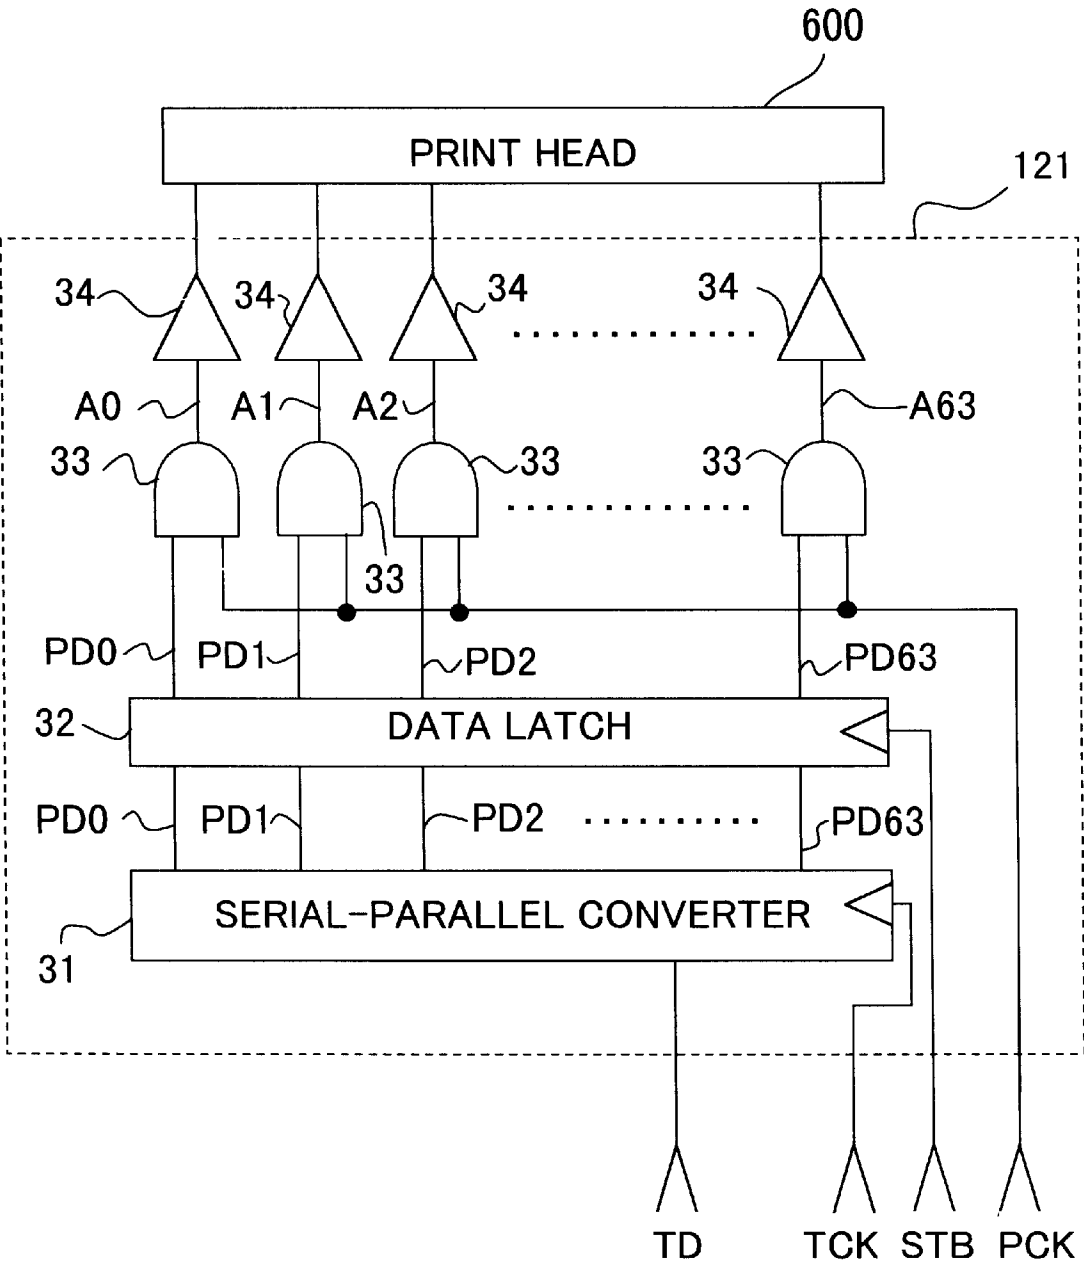 600
PRINT HEAD
121
34 34 34 34
A0 A1 A2 A63
33 33 33
33
PD0 PD1 PD2 PD63
32 DATA LATCH
PD0 PD1 PD2 PD63
SERIAL-PARALLEL CONVERTER
31
TD TCK STB PCK